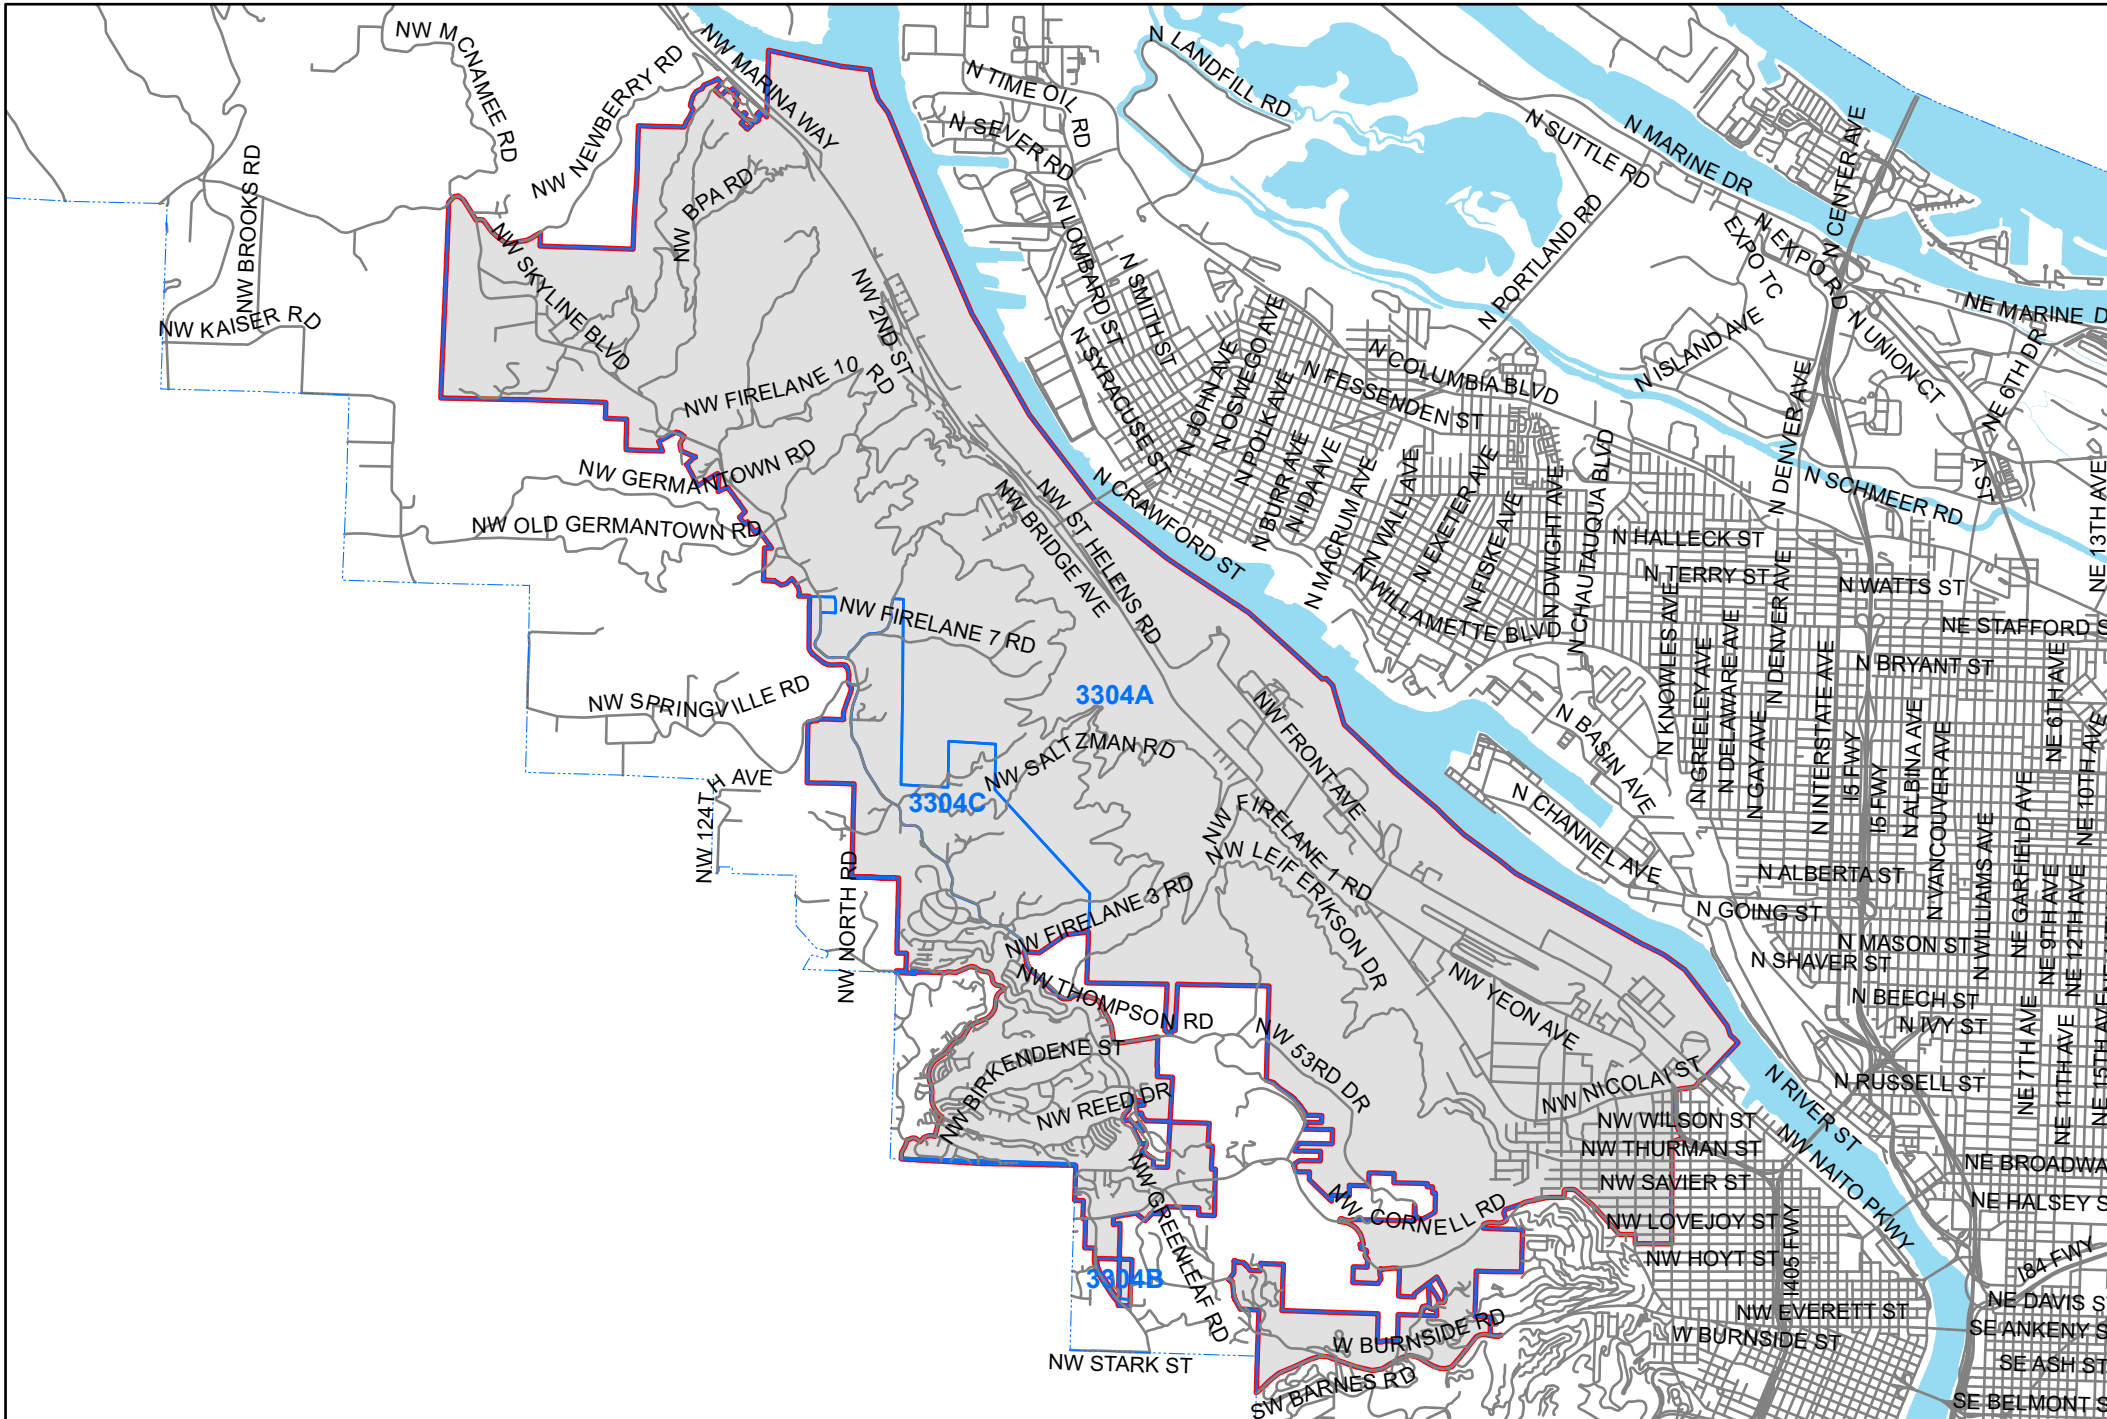 NW MCNAMEE RD
NW NEWBERRY RD
NW MARINA WAY
N TIME OIL RD
N LANDFILL RD
N SEVER RD
N SUTTLE RD
N MARINE DR
N CENTER AVE
NW BROOKS RD
NW BPA RD
N LOMBARD ST
N PORTLAND RD
N EXPO RD
EXPO TC
NW SKYLINE BLVD
N SMITH ST
NE MARINE D
NW KAISER RD
NW 2ND ST
N SYRACUSE ST
N JOHN AVE
N OSWEGO AVE
N POLK AVE
N COLUMBIA BLVD
N FESSENDEN ST
N ISLAND AVE
N UNION CT
NE 6TH DR
NW FIRELANE 10 RD
N DENVER AVE
NW GERMANTOWN RD
N BURR AVE
N IDA AVE
N MACRUM AVE
N WALL AVE
N EXETER AVE
N FISKE AVE
N DWIGHT AVE
N CHAUTAUQUA BLVD
N SCHMEER RD
A ST
NE 13TH AVE
NW OLD GERMANTOWN RD
NW BRIDGE AVE
NW ST HELENS RD
N CRAWFORD ST
N HALLECK ST
N TERRY ST
N WATTS ST
N WILLAMETTE BLVD
NW FIRELANE 7 RD
NE STAFFORD S
N BRYANT ST
NW SPRINGVILLE RD
3304A
N KNOWLES AVE
N GREELEY AVE
N DELAWARE AVE
N GAY AVE
N DENVER AVE
N INTERSTATE AVE
I5 FWY
I5 FWY
N ALBINA AVE
N VANCOUVER AVE
N WILLIAMS AVE
NE GARFIELD AVE
NE 6TH AVE
NE 9TH AVE
NE 12TH AVE
NE 10TH AVE
NW FRONT AVE
N BASIN AVE
NW SALTZMAN RD
NW 124TH AVE
3304C
N CHANNEL AVE
NW FIRELANE 1 RD
NW LEIF ERIKSON DR
NW NORTH RD
NW FIRELANE 3 RD
N ALBERTA ST
N GOING ST
N MASON ST
N SHAVER ST
NW THOMPSON RD
NW YEON AVE
N BEECH ST
N IVY ST
NE 7TH AVE
NE 11TH AVE
NE 15TH AVE
NW 53RD DR
NW BIRKENDENE ST
NW REED DR
NW NICOLAI ST
N RIVER ST
N RUSSELL ST
NW WILSON ST
NW THURMAN ST
NW NAITO PKWY
NE BROADWA
NW SAVIER ST
NE HALSEY S
NW GREENLEAF RD
NW CORNELL RD
NW LOVEJOY ST
NW HOYT ST
I405 FWY
I84 FWY
3304B
NE DAVIS S
NW EVERETT ST
W BURNSIDE RD
W BURNSIDE ST
SE ANKENY S
NW STARK ST
SE ASH ST
SW BARNES RD
SE BELMONT S